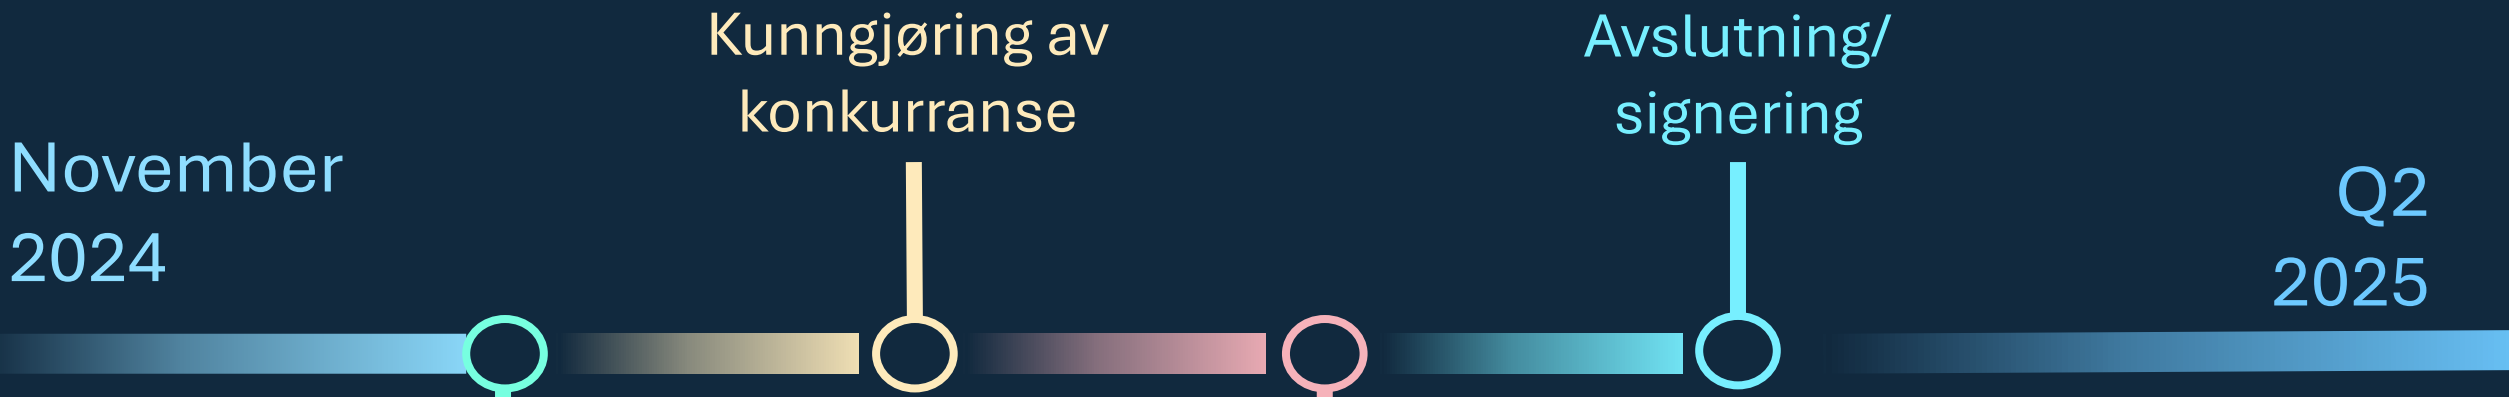 November
2024
Kunngjøring av
konkurranse
Avslutning/
signering
Q2
2025